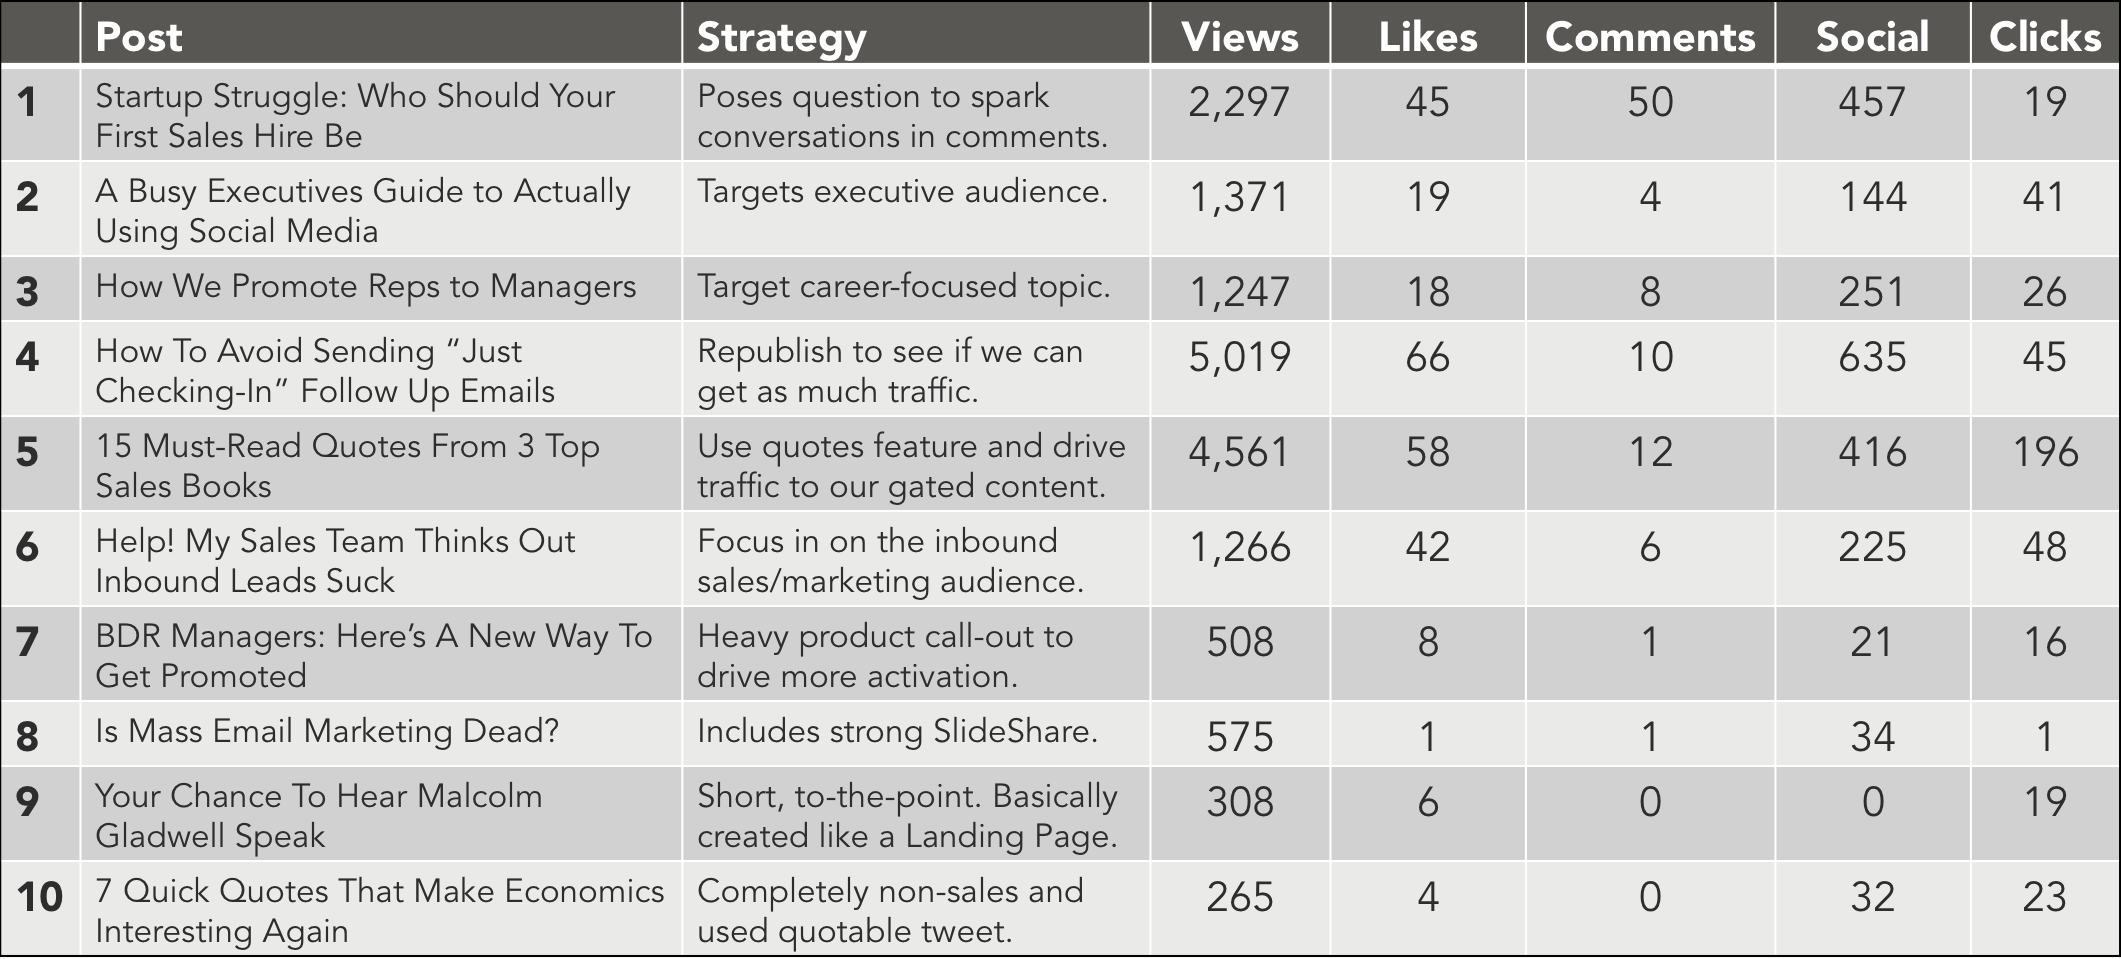 Post Strategy Views Likes Comments Social Clicks
1 Startup Struggle: Who Should Your Poses question to spark 2,297 45 50 457 19
First Sales Hire Be conversations in comments.
2 A Busy Executives Guide to Actually Targets executive audience. 1,371 19 4 144 41
Using Social Media
3 How We Promote Reps to Managers Target career-focused topic. 1,247 18 8 251 26
4 How To Avoid Sending “Just Republish to see if we can 5,019 66 10 635 45
Checking-In” Follow Up Emails get as much traffic.
5 15 Must-Read Quotes From 3 Top Use quotes feature and drive 4,561 58 12 416 196
Sales Books traffic to our gated content.
6 Help! My Sales Team Thinks Out Focus in on the inbound 1,266 42 6 225 48
Inbound Leads Suck sales/marketing audience.
7 BDR Managers: Here’s A New Way To Heavy product call-out to 508 8 1 21 16
Get Promoted drive more activation.
8 Is Mass Email Marketing Dead? Includes strong SlideShare. 575 1 1 34 1
9 Your Chance To Hear Malcolm Short, to-the-point. Basically 308 6 0 0 19
Gladwell Speak created like a Landing Page.
10 7 Quick Quotes That Make Economics Completely non-sales and 265 4 0 32 23
Interesting Again used quotable tweet.